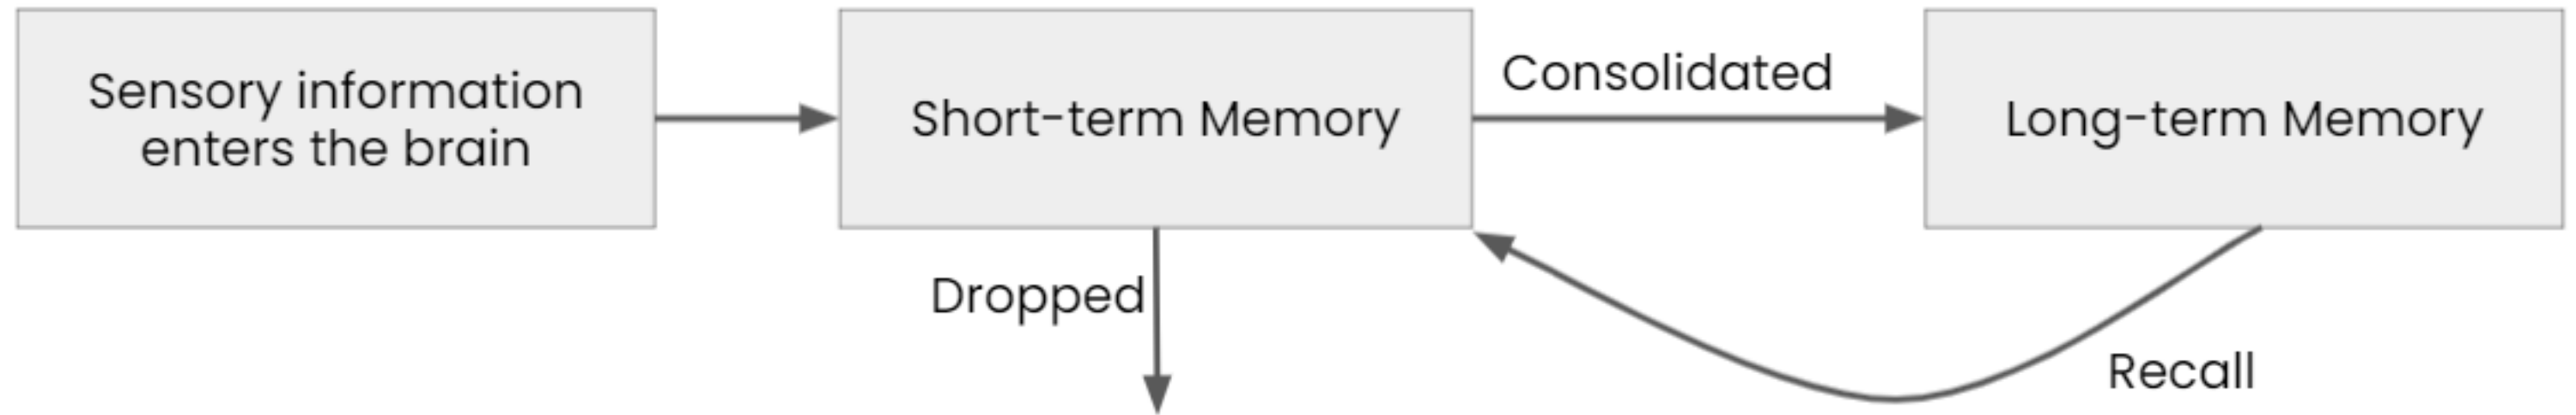 Sensory information
enters the brain
Short-term Memory
Consolidated
Long-term Memory
Dropped
Recall